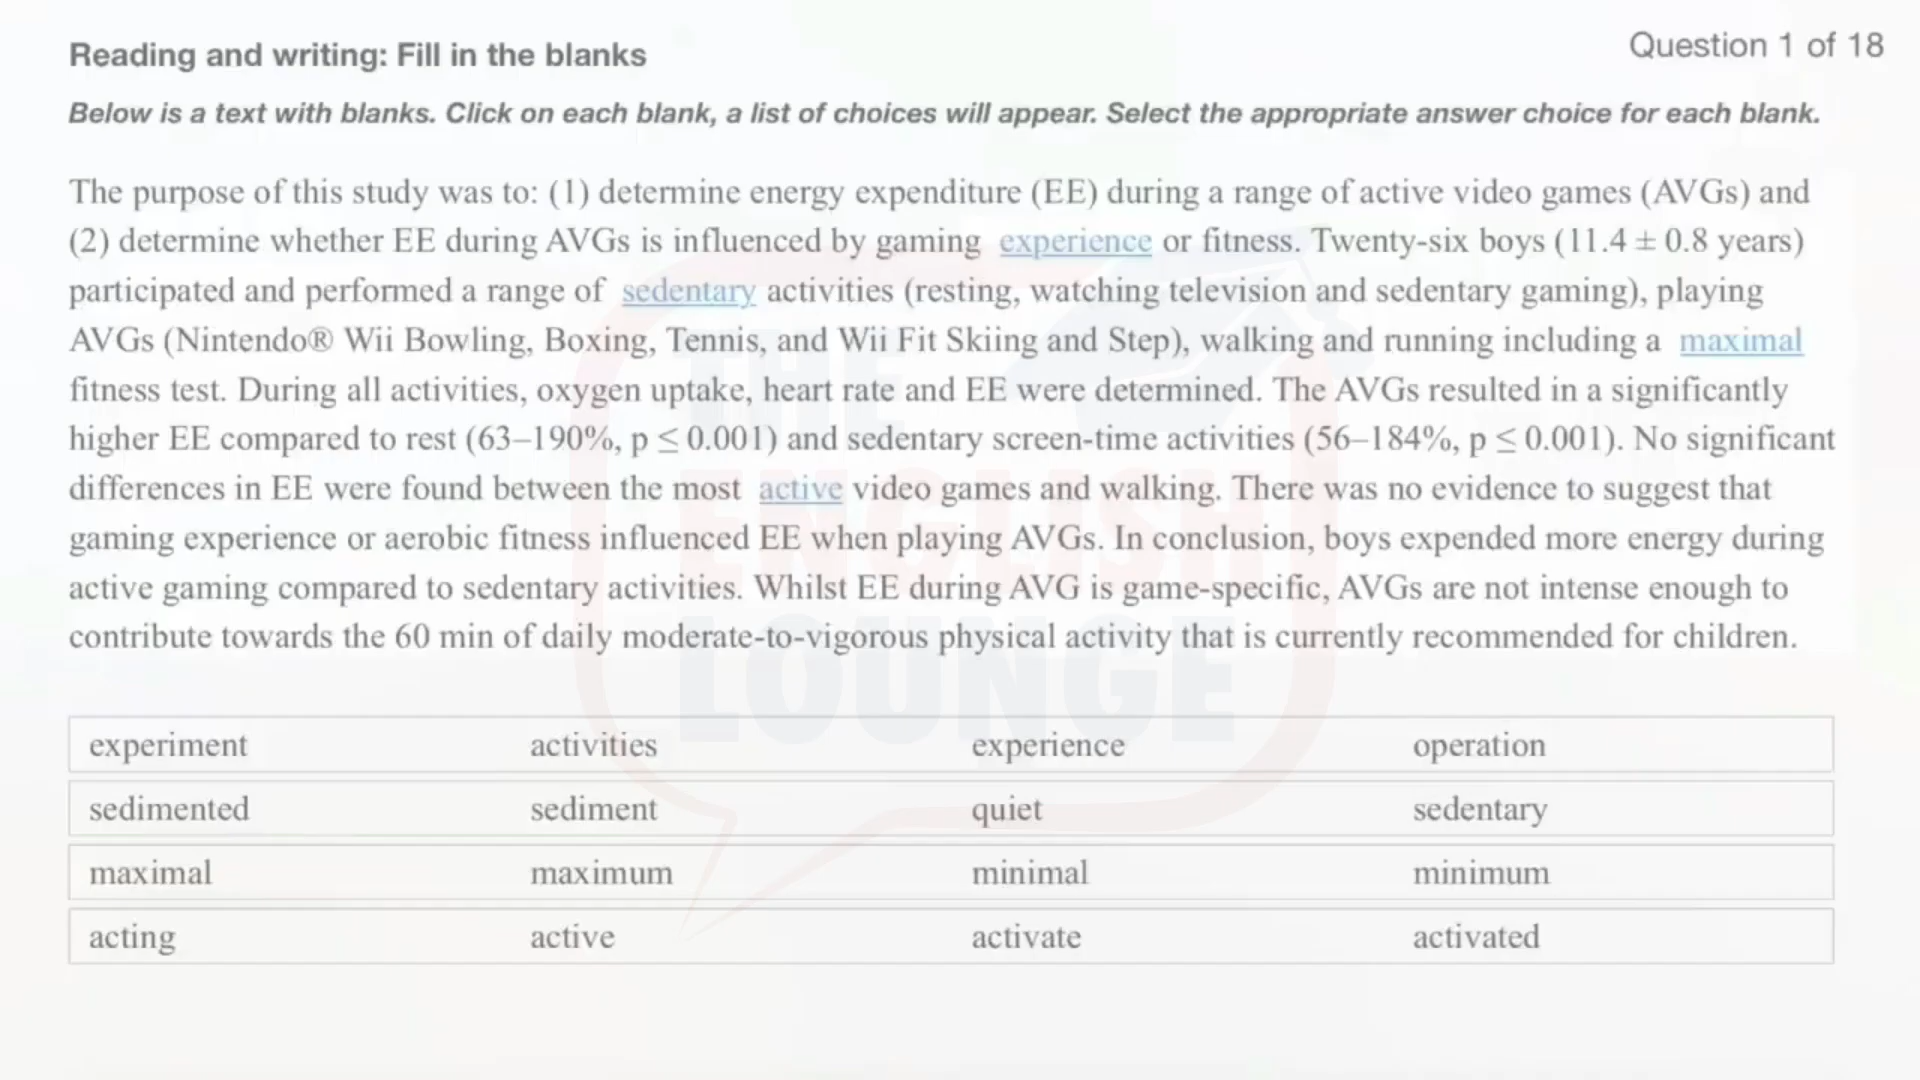 Reading and writing: Fill in the blanks
Question 1 of 18
Below is a text with blanks. Click on each blank, a list of choices will appear. Select the appropriate answer choice for each blank.
The purpose of this study was to: (1) determine energy expenditure (EE) during a range of active video games (AVGs) and
(2) determine whether EE during AVGs is influenced by gaming experience or fitness. Twenty-six boys (11.4 ± 0.8 years)
participated and performed a range of sedentary activities (resting, watching television and sedentary gaming), playing
AVGs (Nintendo® Wii Bowling, Boxing, Tennis, and Wii Fit Skiing and Step), walking and running including a maximal
fitness test. During all activities, oxygen uptake, heart rate and EE were determined. The AVGs resulted in a significantly
higher EE compared to rest (63–190%, p ≤ 0.001) and sedentary screen-time activities (56–184%, p ≤ 0.001). No significant
differences in EE were found between the most active video games and walking. There was no evidence to suggest that
gaming experience or aerobic fitness influenced EE when playing AVGs. In conclusion, boys expended more energy during
active gaming compared to sedentary activities. Whilst EE during AVG is game-specific, AVGs are not intense enough to
contribute towards the 60 min of daily moderate-to-vigorous physical activity that is currently recommended for children.
experiment activities experience operation
sedimented sediment quiet sedentary
maximal maximum minimal minimum
acting active activate activated
THE
ENGLISH
LOUNGE